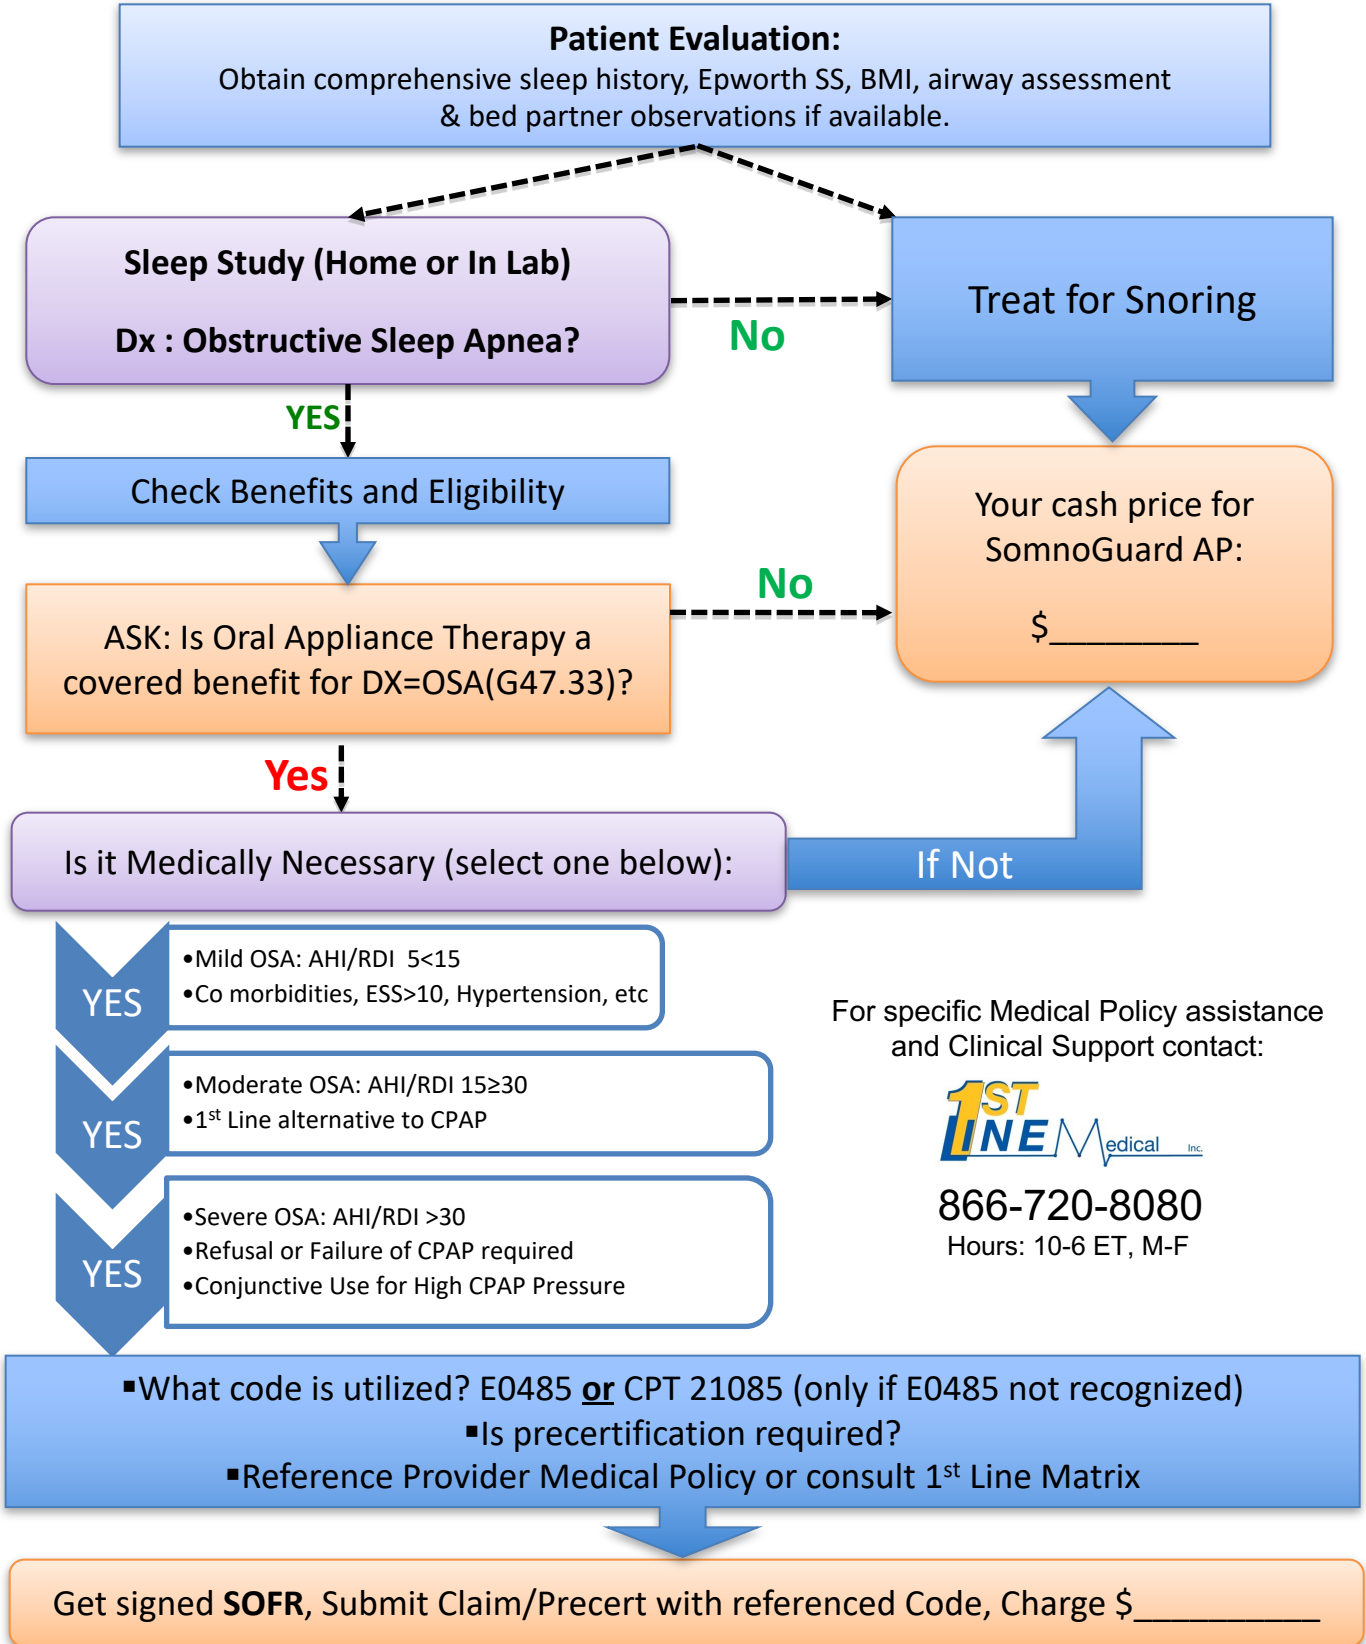 Patient Evaluation:
Obtain comprehensive sleep history, Epworth SS, BMI, airway assessment
& bed partner observations if available.
Sleep Study (Home or In Lab)
Dx : Obstructive Sleep Apnea?
No
Treat for Snoring
YES
Check Benefits and Eligibility
Your cash price for
SomnoGuard AP:
$________
ASK: Is Oral Appliance Therapy a
covered benefit for DX=OSA(G47.33)?
No
Yes
Is it Medically Necessary (select one below):
If Not
YES
•Mild OSA: AHI/RDI 5<15
•Co morbidities, ESS>10, Hypertension, etc
YES
•Moderate OSA: AHI/RDI 15≥30
•1st Line alternative to CPAP
YES
•Severe OSA: AHI/RDI >30
•Refusal or Failure of CPAP required
•Conjunctive Use for High CPAP Pressure
For specific Medical Policy assistance
and Clinical Support contact:
1ST
LINE Medical Inc.
866-720-8080
Hours: 10-6 ET, M-F
▪What code is utilized? E0485 or CPT 21085 (only if E0485 not recognized)
▪Is precertification required?
▪Reference Provider Medical Policy or consult 1st Line Matrix
Get signed SOFR, Submit Claim/Precert with referenced Code, Charge $__________